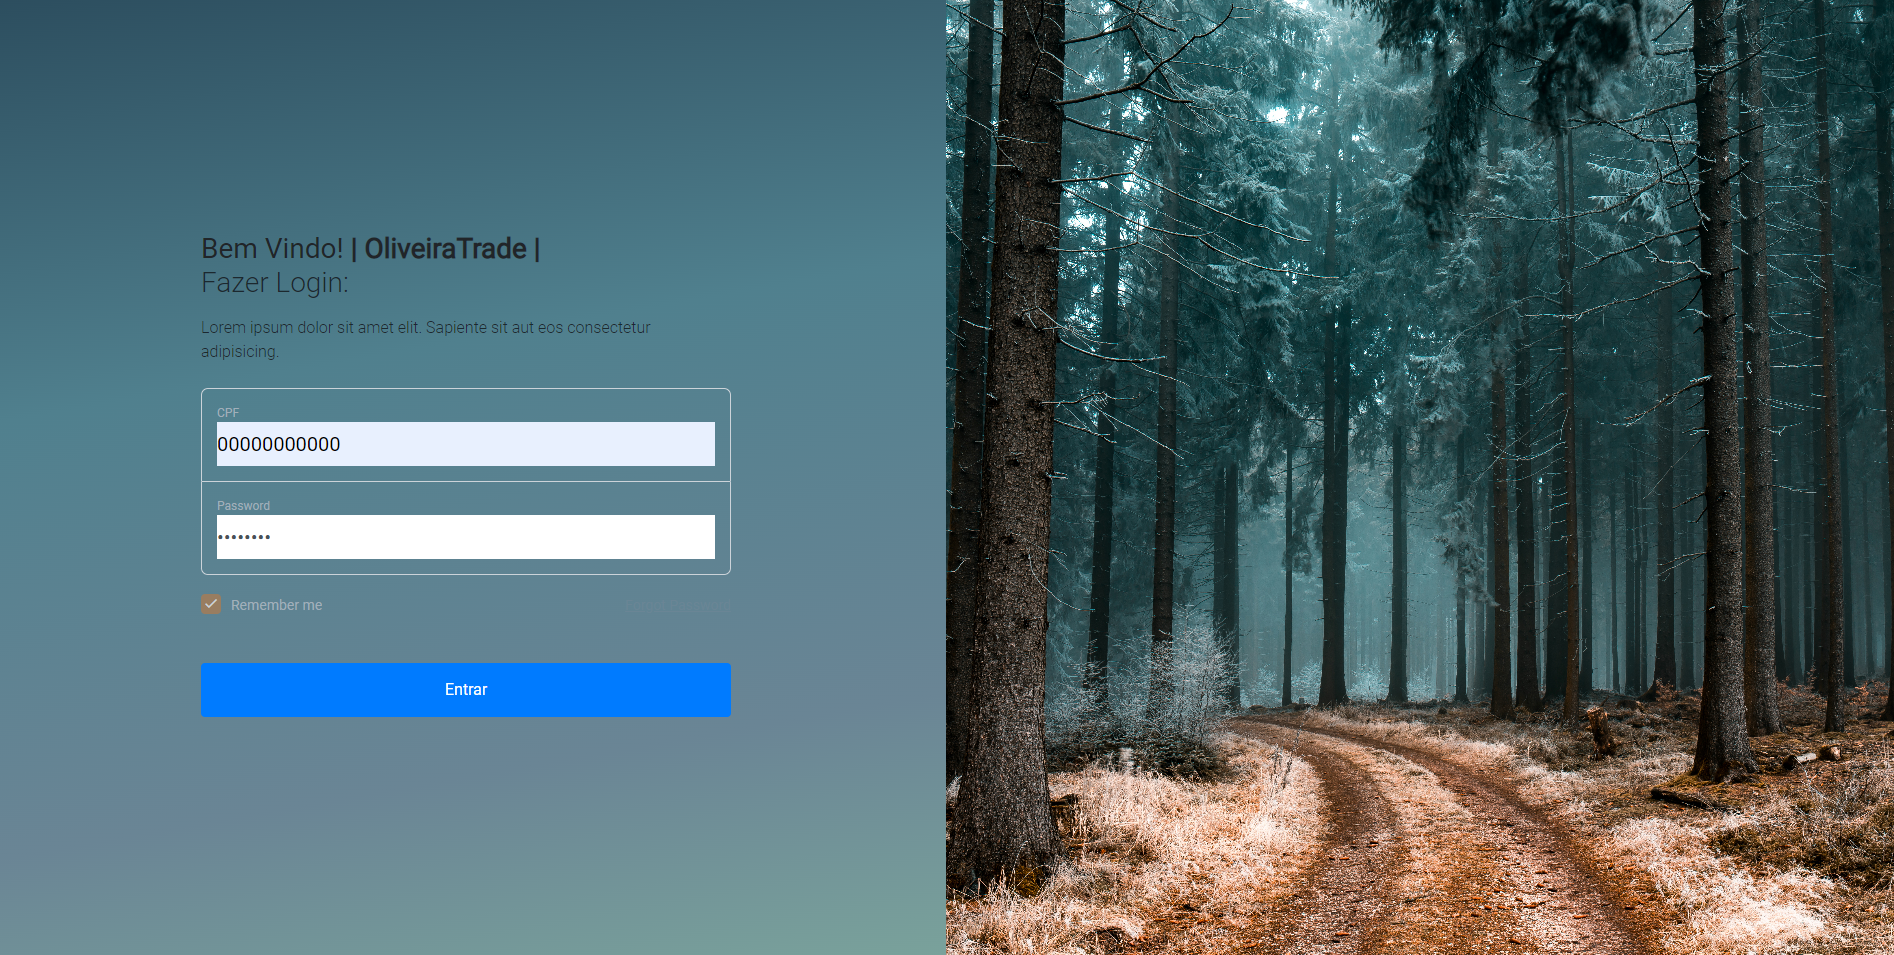 Bem Vindo! | OliveiraTrade |
Fazer Login:
Lorem ipsum dolor sit amet elit. Sapiente sit aut eos consectetur
adipisicing.
CPF
00000000000
Password
••••••••
Remember me
Entrar